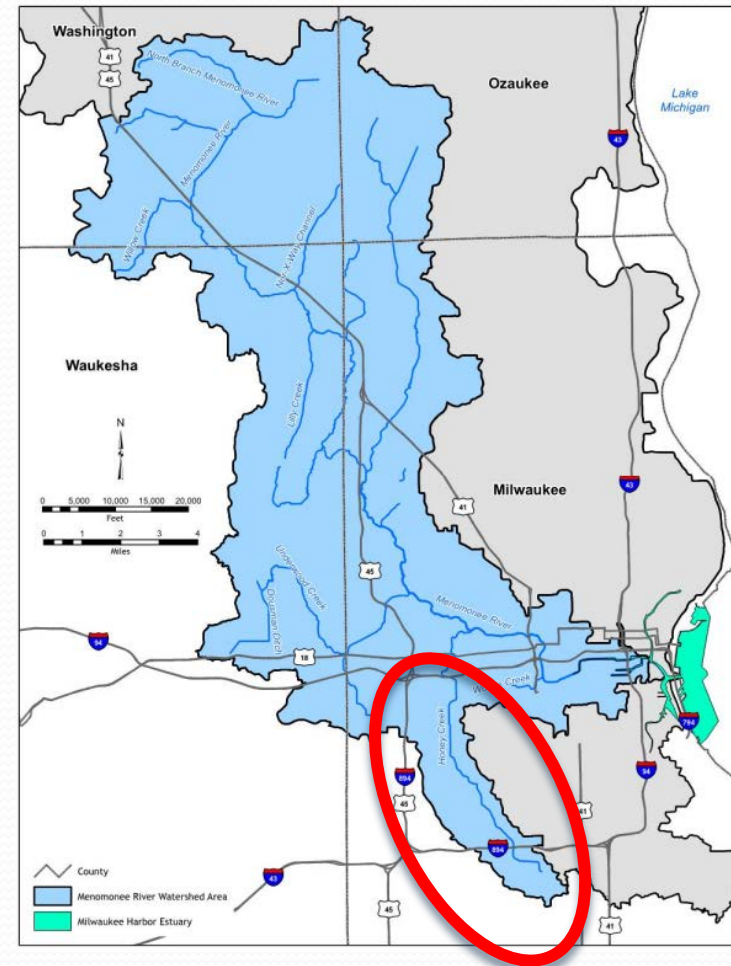 Washington
41
45
North Branch Menomonee River
Ozaukee
Lake
Michigan
43
Menomonee River
Willow Creek
Nor-X-Way Channel
Waukesha
Lilly Creek
N
0 5,000 10,000 15,000 20,000
Feet
0 1 2 3 4
Miles
Milwaukee
43
41
45
Underwood Creek
Dousman Ditch
Menomonee River
94
18
Creek
Honey Creek
794
894
45
94
41
894
43
45
41
County
Menomonee River Watershed Area
Milwaukee Harbor Estuary